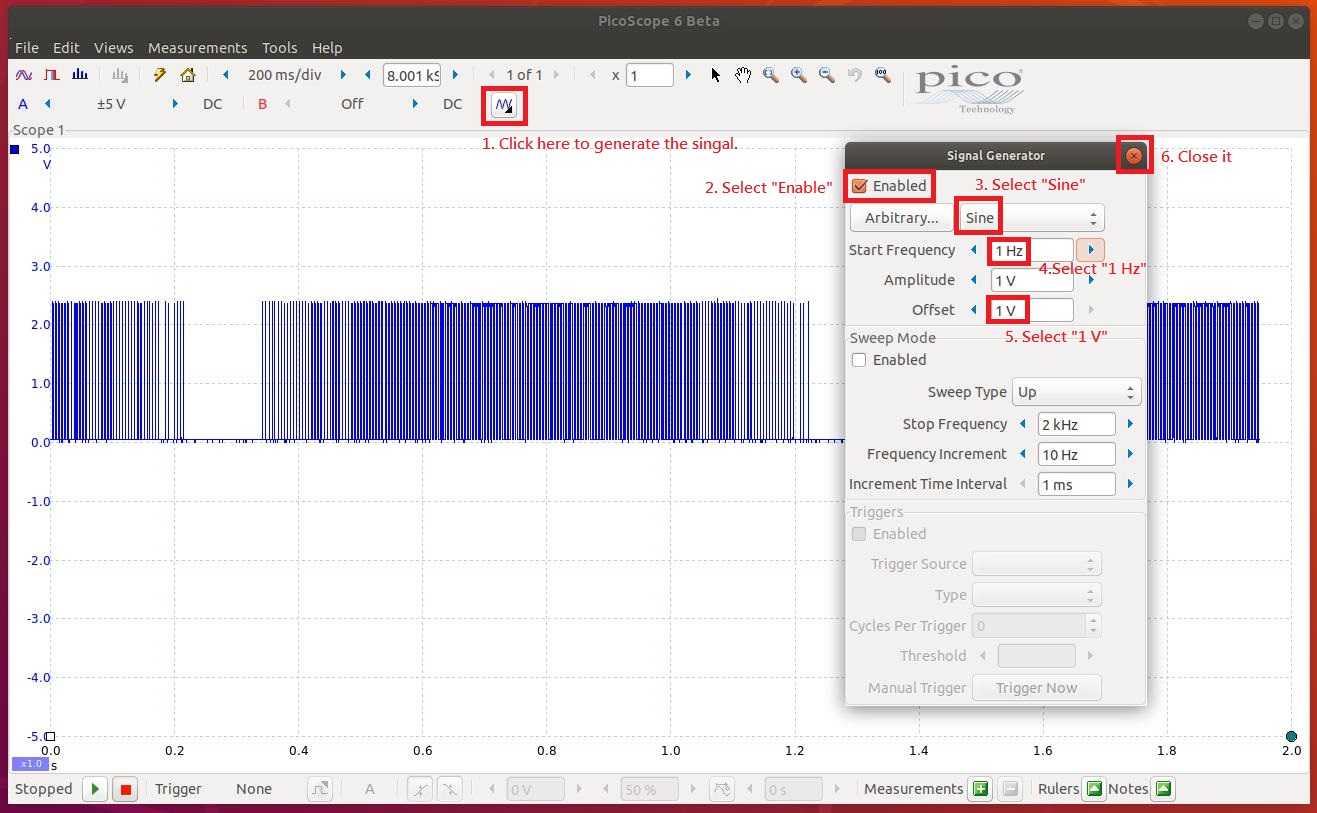 PicoScope 6 Beta
File Edit Views Measurements Tools Help
200 ms/div 8.001 kS 1 of 1 x 1
pico
Technology
A ±5 V DC B Off DC
Scope 1
1. Click here to generate the singal.
5.0
V
4.0
3.0
2.0
1.0
0.0
-1.0
-2.0
-3.0
-4.0
-5.0
0.0 0.2 0.4 0.6 0.8 1.0 1.2 1.4 1.6 1.8 2.0
x1.0 s
Signal Generator
6. Close it
2. Select "Enable"
Enabled
3. Select "Sine"
Arbitrary... Sine
Start Frequency 1 Hz
4.Select "1 Hz"
Amplitude 1 V
Offset 1 V
5. Select "1 V"
Sweep Mode
Enabled
Sweep Type Up
Stop Frequency 2 kHz
Frequency Increment 10 Hz
Increment Time Interval 1 ms
Triggers
Enabled
Trigger Source
Type
Cycles Per Trigger 0
Threshold
Manual Trigger Trigger Now
Stopped Trigger None A 0 V 50 % 0 s Measurements Rulers Notes